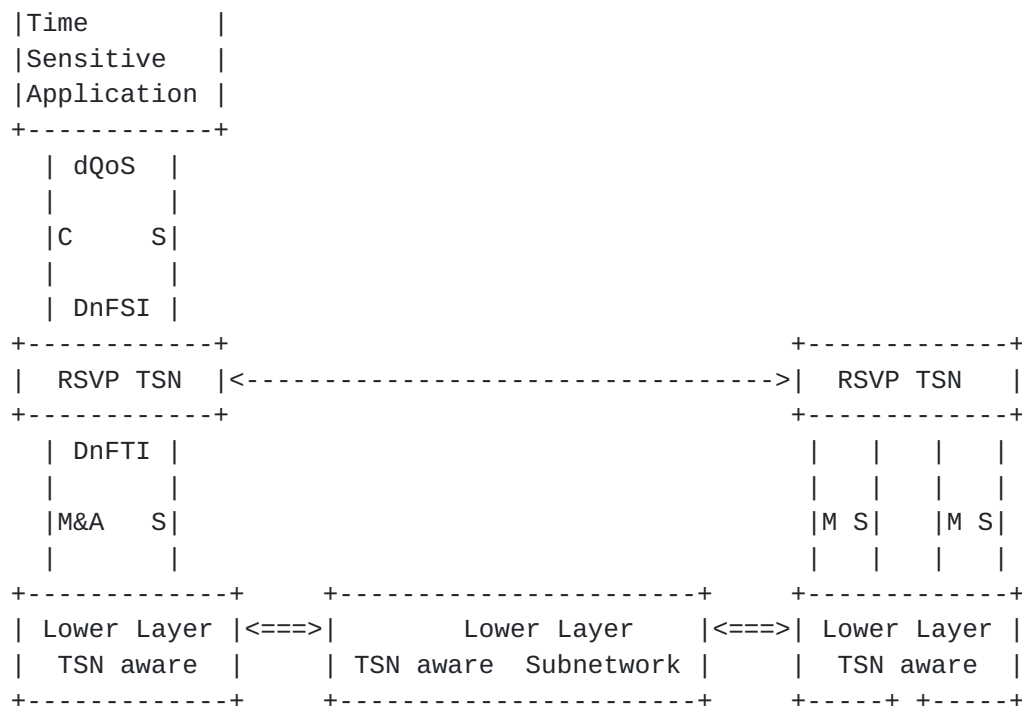 |Time        |
|Sensitive   |
|Application |
+------------+
  | dQoS  |
  |       |
  |C     S|
  |       |
  | DnFSI |
+------------+                                    +-------------+
|  RSVP TSN  |<---------------------------------->|  RSVP TSN   |
+------------+                                    +-------------+
  | DnFTI |                                         |   |   |   |
  |       |                                         |   |   |   |
  |M&A   S|                                         |M S|   |M S|
  |       |                                         |   |   |   |
+-------------+     +-----------------------+     +-------------+
| Lower Layer |<===>|        Lower Layer    |<===>| Lower Layer |
|  TSN aware  |     | TSN aware  Subnetwork |     |  TSN aware  |
+-------------+     +-----------------------+     +-----+ +-----+